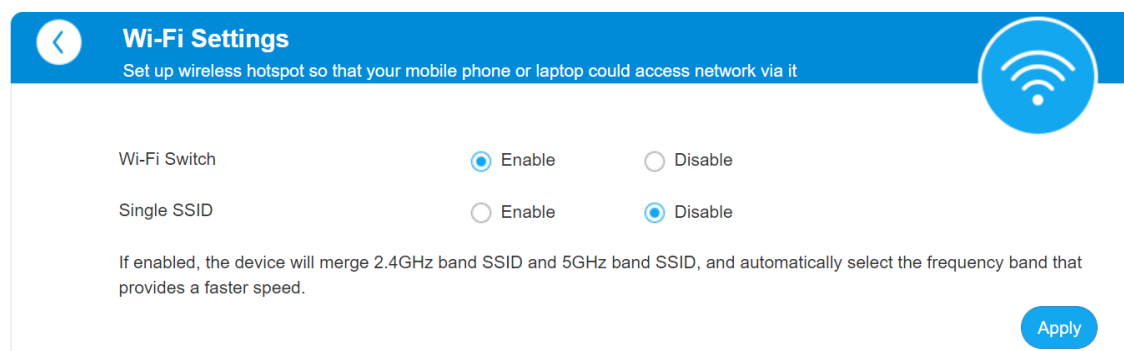 Wi-Fi Settings
Set up wireless hotspot so that your mobile phone or laptop could access network via it
Wi-Fi Switch Enable Disable
Single SSID Enable Disable
If enabled, the device will merge 2.4GHz band SSID and 5GHz band SSID, and automatically select the frequency band that
provides a faster speed.
Apply